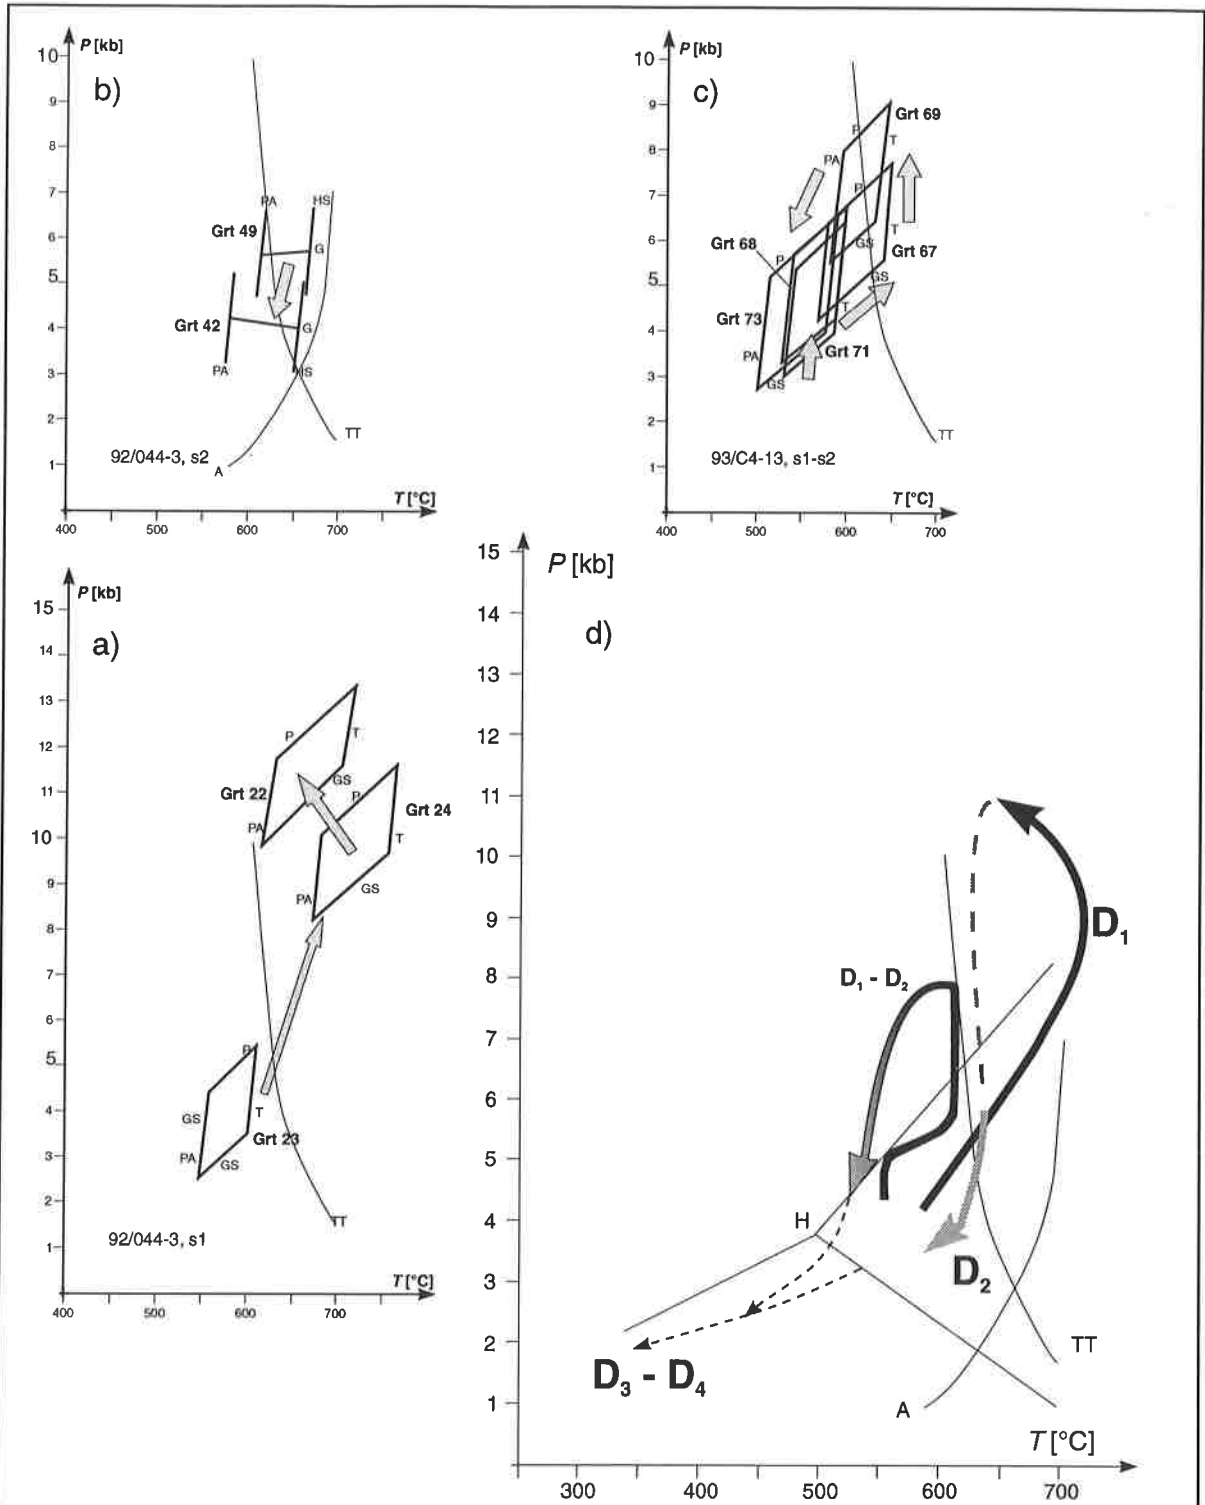 b)
P [kb]
10
9
8
7
6
5
4
3
2
1
PA
HS
Grt 49
G
Grt 42
G
PA
HS
TT
A
92/044-3, s2
T [°C]
400
500
600
700
c)
P [kb]
10
9
8
7
6
5
4
3
2
1
P
Grt 69
T
PA
P
Grt 68
T
GS
Grt 67
P
GS
Grt 73
T
Grt 71
PA
GS
TT
93/C4-13, s1-s2
T [°C]
400
500
600
700
a)
P [kb]
15
14
13
12
11
10
9
8
7
6
5
4
3
2
1
P
T
GS
Grt 22
P
Grt 24
PA
T
GS
PA
P
GS
T
Grt 23
PA
GS
TT
92/044-3, s1
T [°C]
400
500
600
700
d)
P [kb]
15
14
13
12
11
10
9
8
7
6
5
4
3
2
1
D₁
D₁ - D₂
H
D₂
TT
D₃ - D₄
A
T [°C]
300
400
500
600
700